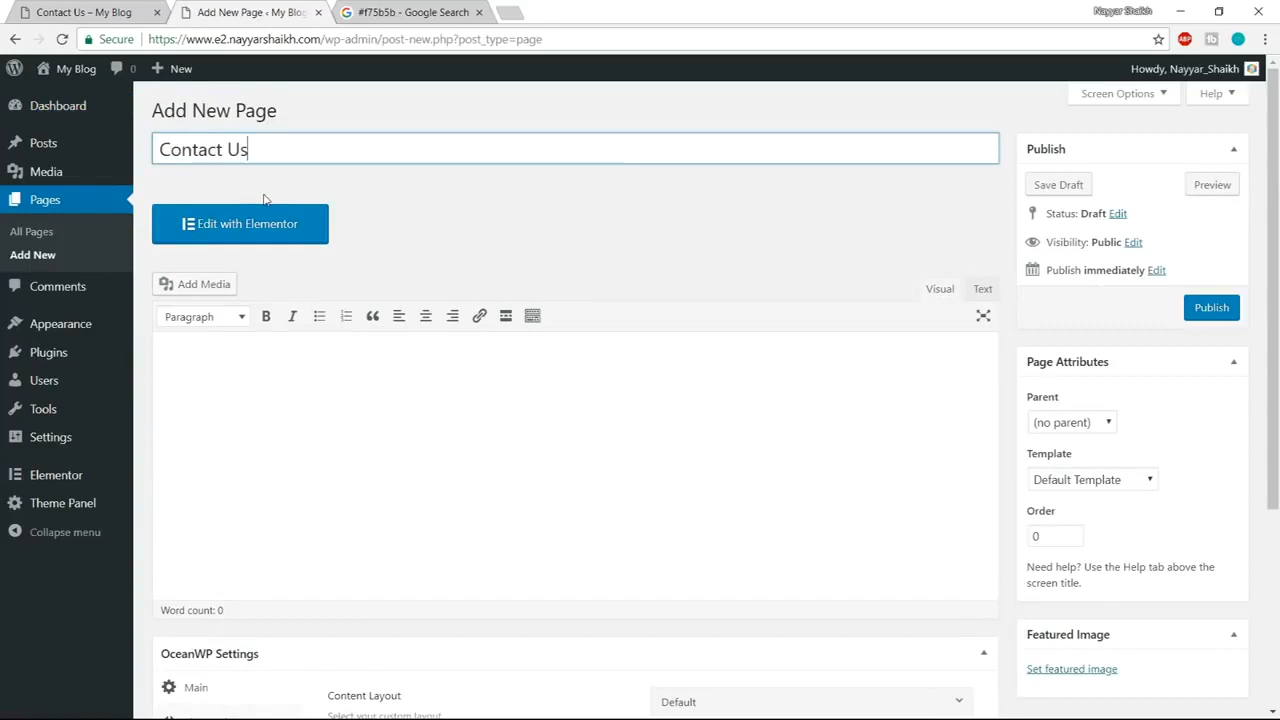 Contact Us – My Blog
Add New Page ‹ My Blog
#f75b5b - Google Search
Nayyar Shaikh
Secure
https://www.e2.nayyarshaikh.com/wp-admin/post-new.php?post_type=page
ABP
My Blog
0
New
Howdy, Nayyar_Shaikh
Dashboard
Posts
Media
Pages
All Pages
Add New
Comments
Appearance
Plugins
Users
Tools
Settings
Elementor
Theme Panel
Collapse menu
Screen Options
Help
Add New Page
Contact Us
Edit with Elementor
Add Media
Visual
Text
Paragraph
B
I
Word count: 0
OceanWP Settings
Main
Content Layout
Select your custom layout.
Default
Publish
Save Draft
Preview
Status: Draft Edit
Visibility: Public Edit
Publish immediately Edit
Publish
Page Attributes
Parent
(no parent)
Template
Default Template
Order
0
Need help? Use the Help tab above the
screen title.
Featured Image
Set featured image